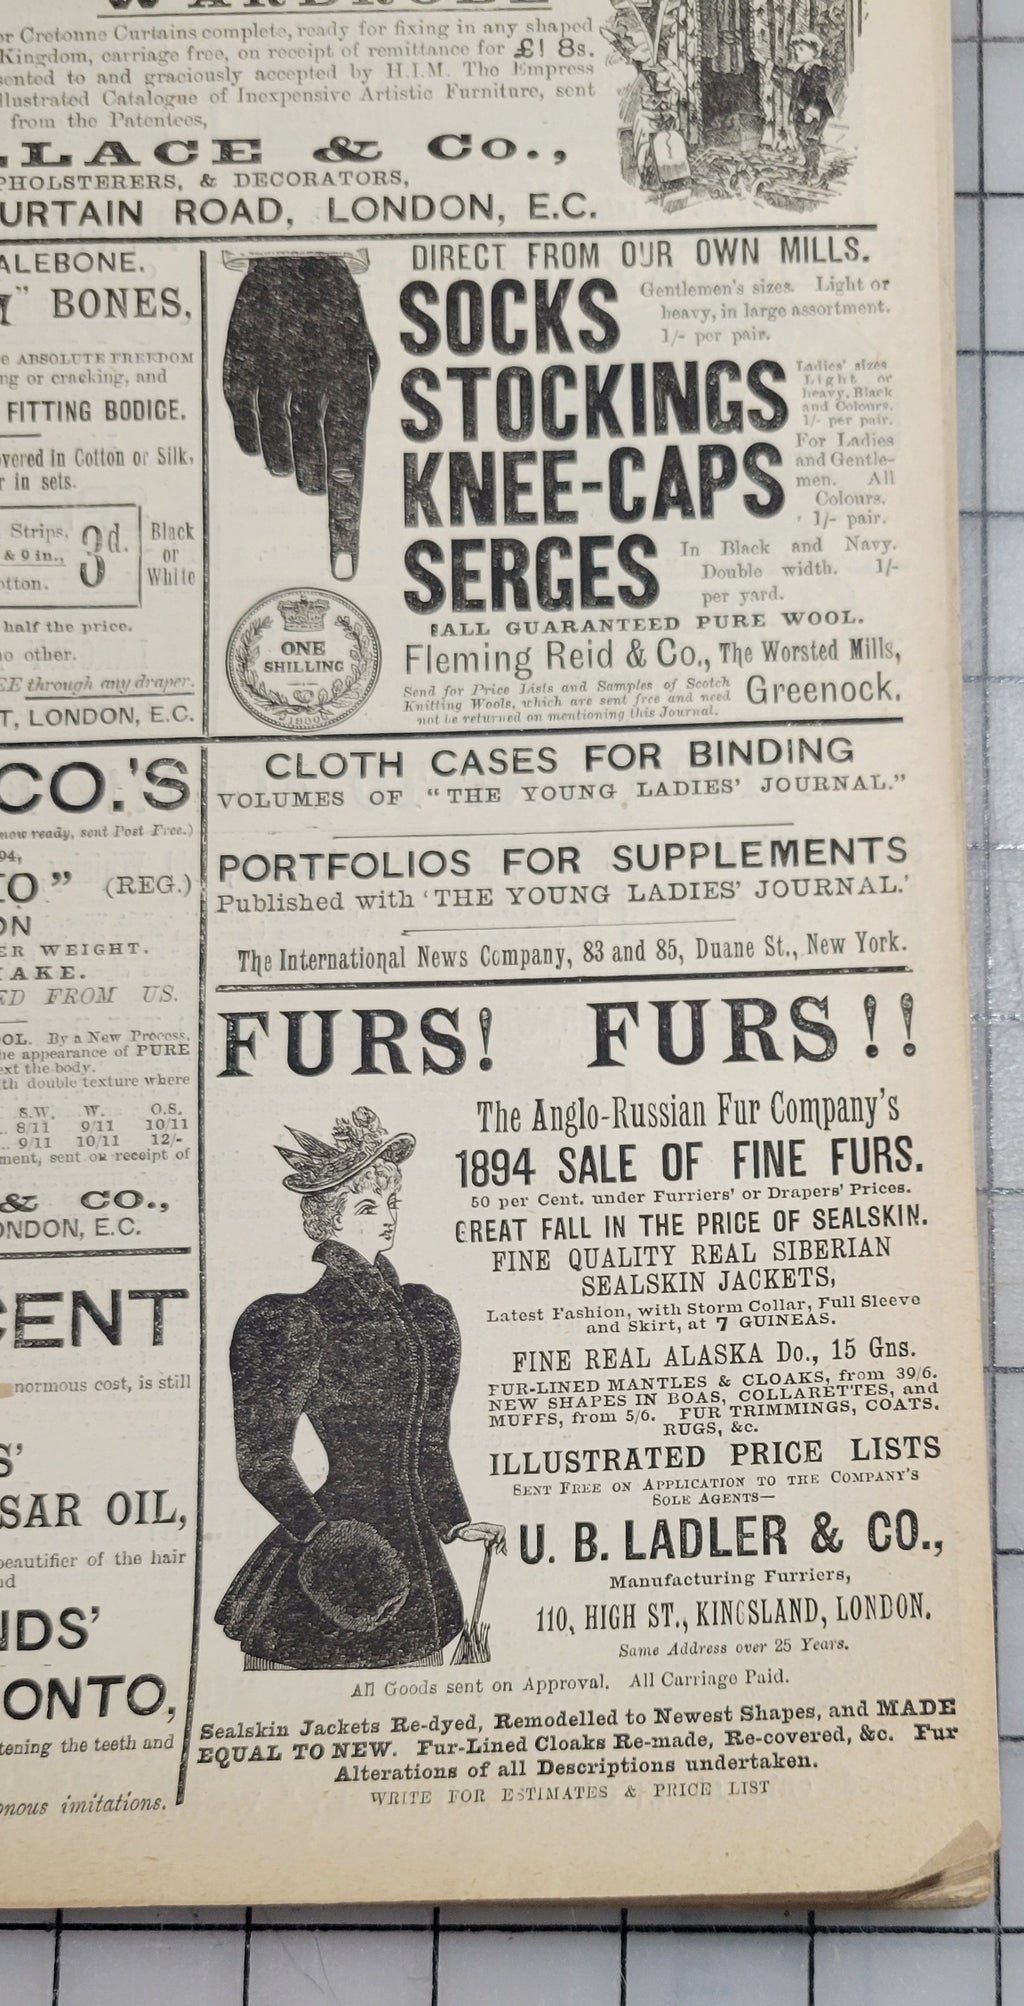 WARDROBE
or Cretonne Curtains complete, ready for fixing in any shaped
Kingdom, carriage free, on receipt of remittance for £1 8s.
sented to and graciously accepted by H.I.M. The Empress
llustrated Catalogue of Inexpensive Artistic Furniture, sent
from the Patentees,
LLACE & Co.,
PHOLSTERERS, & DECORATORS,
URTAIN ROAD, LONDON, E.C.
ALEBONE.
Y" BONES,
e ABSOLUTE FREEDOM
ng or cracking, and
FITTING BODICE.
vered in Cotton or Silk,
r in sets.
Strips,
& 9 in.,
otton.
3d.
Black
or
White
half the price.
no other.
EE through any draper.
T, LONDON, E.C.
DIRECT FROM OUR OWN MILLS.
SOCKS
Gentlemen's sizes. Light or
heavy, in large assortment.
1/- per pair.
STOCKINGS
Ladies' sizes
Light or
heavy, Black
and Colours.
1/- per pair.
KNEE-CAPS
For Ladies
and Gentle-
men. All
Colours.
1/- pair.
SERGES
In Black and Navy.
Double width. 1/-
per yard.
ONE
SHILLING
ALL GUARANTEED PURE WOOL.
Fleming Reid & Co., The Worsted Mills,
Send for Price Lists and Samples of Scotch
Knitting Wools, which are sent free and need
not be returned on mentioning this Journal.
Greenock.
CO.'S
now ready, sent Post Free.)
94,
TO" (REG.)
ON
ER WEIGHT.
MAKE.
ED FROM US.
OOL. By a New Process,
he appearance of PURE
ext the body.
th double texture where
S.W. W. O.S.
.. 8/11 9/11 10/11
.. 9/11 10/11 12/-
ment, sent on receipt of
& CO.,
ONDON, E.C.
CLOTH CASES FOR BINDING
VOLUMES OF "THE YOUNG LADIES' JOURNAL."
PORTFOLIOS FOR SUPPLEMENTS
Published with 'THE YOUNG LADIES' JOURNAL.'
The International News Company, 83 and 85, Duane St., New York.
CENT
normous cost, is still
S'
SAR OIL,
beautifier of the hair
nd
NDS'
ONTO,
tening the teeth and
onous imitations.
FURS! FURS!!
The Anglo-Russian Fur Company's
1894 SALE OF FINE FURS.
50 per Cent. under Furriers' or Drapers' Prices.
GREAT FALL IN THE PRICE OF SEALSKIN.
FINE QUALITY REAL SIBERIAN
SEALSKIN JACKETS,
Latest Fashion, with Storm Collar, Full Sleeve
and Skirt, at 7 GUINEAS.
FINE REAL ALASKA Do., 15 Gns.
FUR-LINED MANTLES & CLOAKS, from 39/6.
NEW SHAPES IN BOAS, COLLARETTES, and
MUFFS, from 5/6. FUR TRIMMINGS, COATS,
RUGS, &c.
ILLUSTRATED PRICE LISTS
SENT FREE ON APPLICATION TO THE COMPANY'S
SOLE AGENTS—
U. B. LADLER & CO.,
Manufacturing Furriers,
110, HIGH ST., KINGSLAND, LONDON.
Same Address over 25 Years.
All Goods sent on Approval. All Carriage Paid.
Sealskin Jackets Re-dyed, Remodelled to Newest Shapes, and MADE
EQUAL TO NEW. Fur-Lined Cloaks Re-made, Re-covered, &c. Fur
Alterations of all Descriptions undertaken.
WRITE FOR ESTIMATES & PRICE LIST